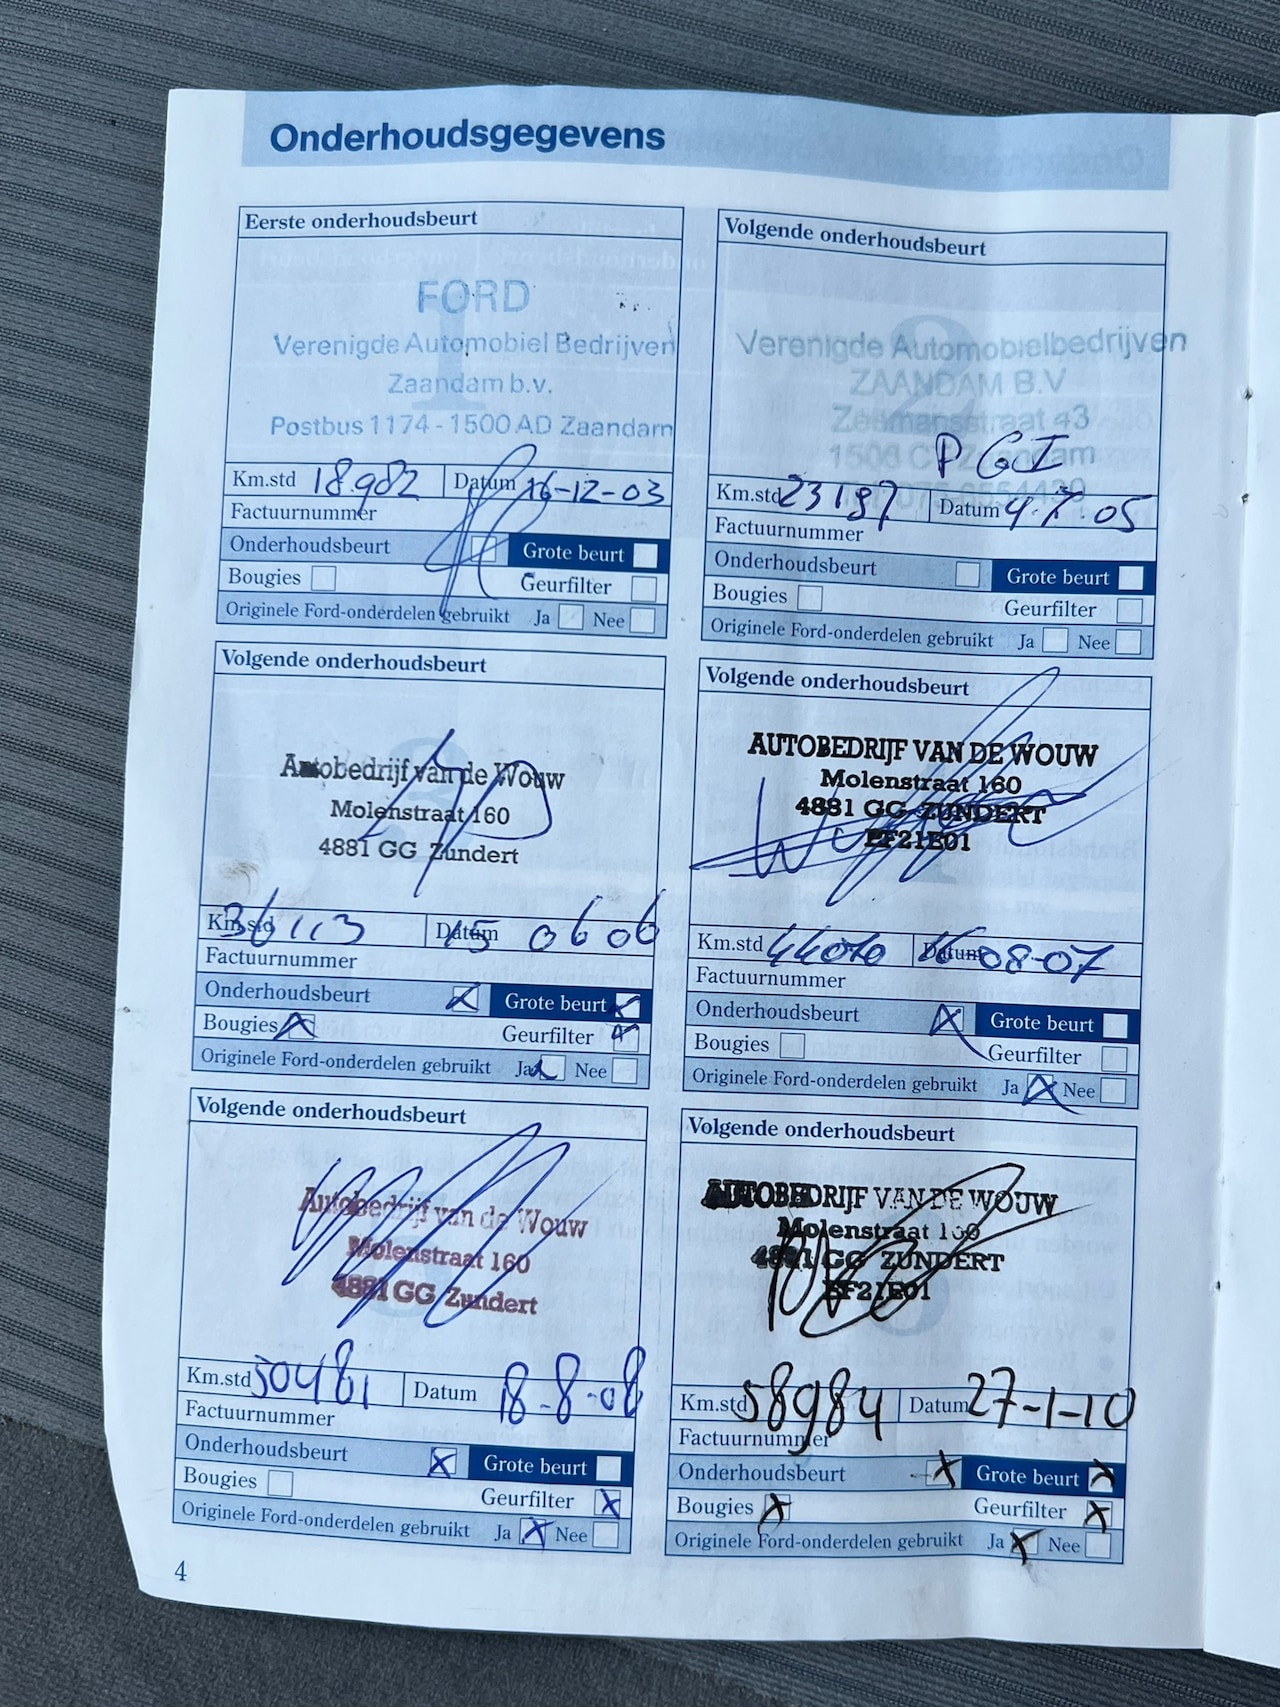 Onderhoudsgegevens
Eerste onderhoudsbeurt
1
FORD
Verenigde Automobiel Bedrijven
Zaandam b.v.
Postbus 1174 - 1500 AD Zaandam
Km.std 18.982 Datum 16-12-03
Factuurnummer
Onderhoudsbeurt Grote beurt
Bougies Geurfilter
Originele Ford-onderdelen gebruikt Ja Nee
Volgende onderhoudsbeurt
2
Verenigde Automobielbedrijven
ZAANDAM B.V
Zeemansstraat 43
Zaandam
PGI
Km.std 23197 Datum 4.7.05
Factuurnummer
Onderhoudsbeurt Grote beurt
Bougies Geurfilter
Originele Ford-onderdelen gebruikt Ja Nee
Volgende onderhoudsbeurt
3
Autobedrijf van de Wouw
Molenstraat 160
4881 GG Zundert
Km.std 36113 Datum 15 06 06
Factuurnummer
Onderhoudsbeurt Grote beurt
Bougies Geurfilter
Originele Ford-onderdelen gebruikt Ja Nee
Volgende onderhoudsbeurt
AUTOBEDRIJF VAN DE WOUW
Molenstraat 160
4881 GG ZUNDERT
EF21E01
Km.std 44010 Datum 16 08-07
Factuurnummer
Onderhoudsbeurt Grote beurt
Bougies Geurfilter
Originele Ford-onderdelen gebruikt Ja Nee
Volgende onderhoudsbeurt
Autobedrijf van de Wouw
Molenstraat 160
4881 GG Zundert
Km.std 50481 Datum 18-8-08
Factuurnummer
Onderhoudsbeurt Grote beurt
Bougies Geurfilter
Originele Ford-onderdelen gebruikt Ja Nee
Volgende onderhoudsbeurt
6
AUTOBEDRIJF VAN DE WOUW
Molenstraat 160
4881 GG ZUNDERT
EF21E01
Km.std 58984 Datum 27-1-10
Factuurnummer
Onderhoudsbeurt Grote beurt
Bougies Geurfilter
Originele Ford-onderdelen gebruikt Ja Nee
4